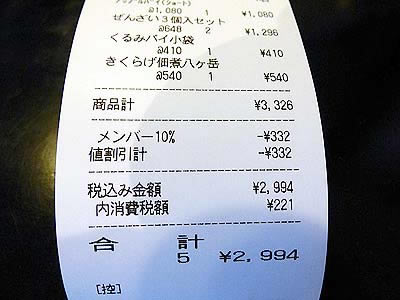 @1,080 1 ¥1,080
ぜんざい3個入セット
@648 2 ¥1,296
くるみパイ小袋
@410 1 ¥410
きくらげ佃煮八ヶ岳
@540 1 ¥540
商品計 ¥3,326
メンバー10% -¥332
値割引計 -¥332
税込み金額 ¥2,994
内消費税額 ¥221
合 計
5 ¥2,994
[控]